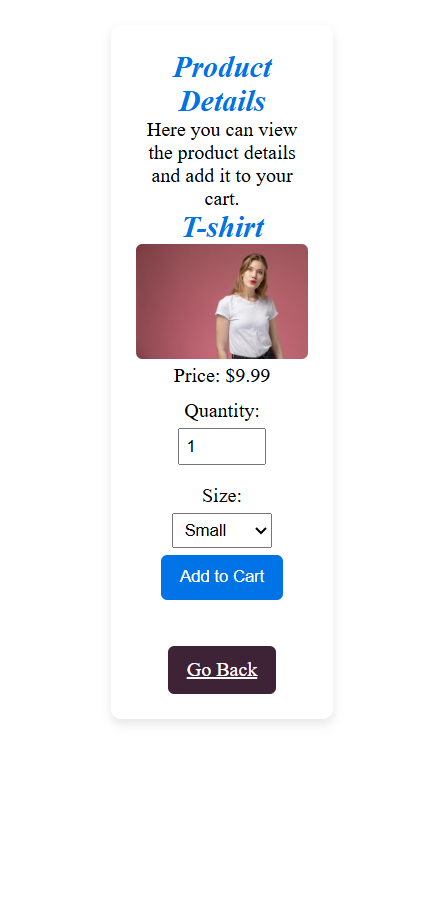 Product
Details
Here you can view
the product details
and add it to your
cart.
T-shirt
Price: $9.99
Quantity:
1
Size:
Small
Add to Cart
Go Back